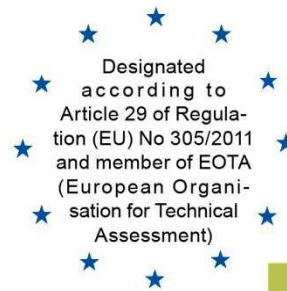 Designated
according to
Article 29 of Regula-
tion (EU) No 305/2011
and member of EOTA
(European Organi-
sation for Technical
Assessment)